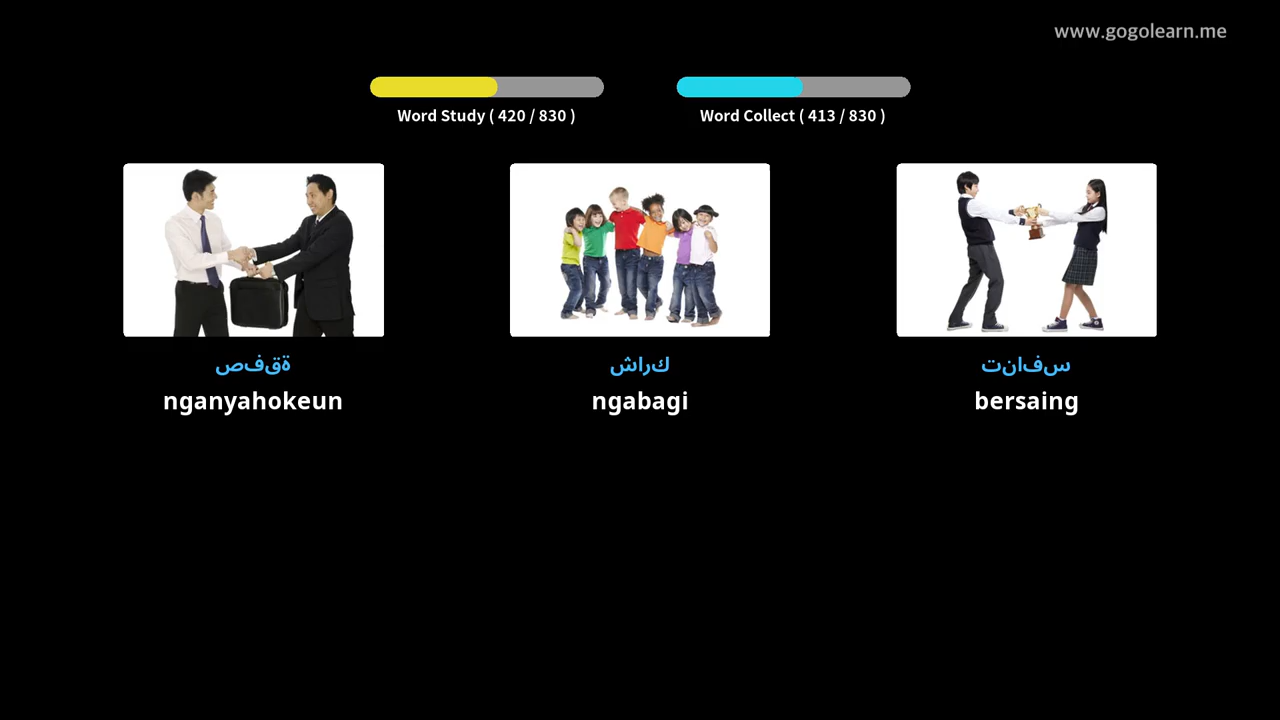 www.gogolearn.me
Word Study ( 420 / 830 )
Word Collect ( 413 / 830 )
ةقفص
كراش
سفانت
nganyahokeun
ngabagi
bersaing